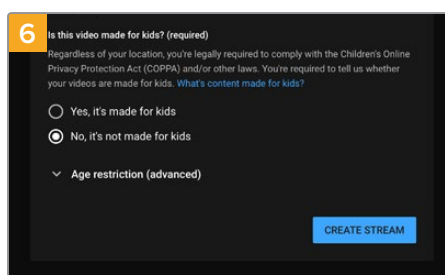 6
Is this video made for kids? (required)
Regardless of your location, you're legally required to comply with the Children's Online
Privacy Protection Act (COPPA) and/or other laws. You're required to tell us whether
your videos are made for kids. What's content made for kids?
Yes, it's made for kids
No, it's not made for kids
Age restriction (advanced)
CREATE STREAM